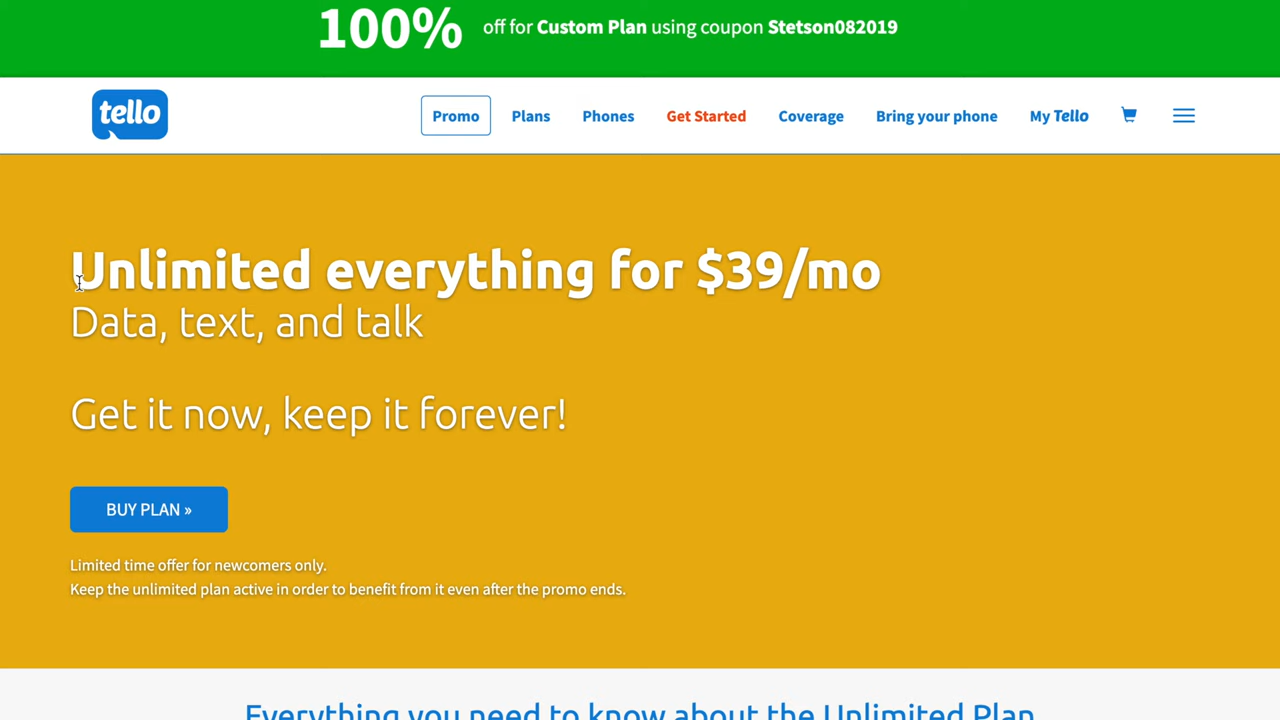 100% off for Custom Plan using coupon Stetson082019
tello
Promo Plans Phones Get Started Coverage Bring your phone My Tello
Unlimited everything for $39/mo
Data, text, and talk
Get it now, keep it forever!
BUY PLAN »
Limited time offer for newcomers only.
Keep the unlimited plan active in order to benefit from it even after the promo ends.
Everything you need to know about the Unlimited Plan